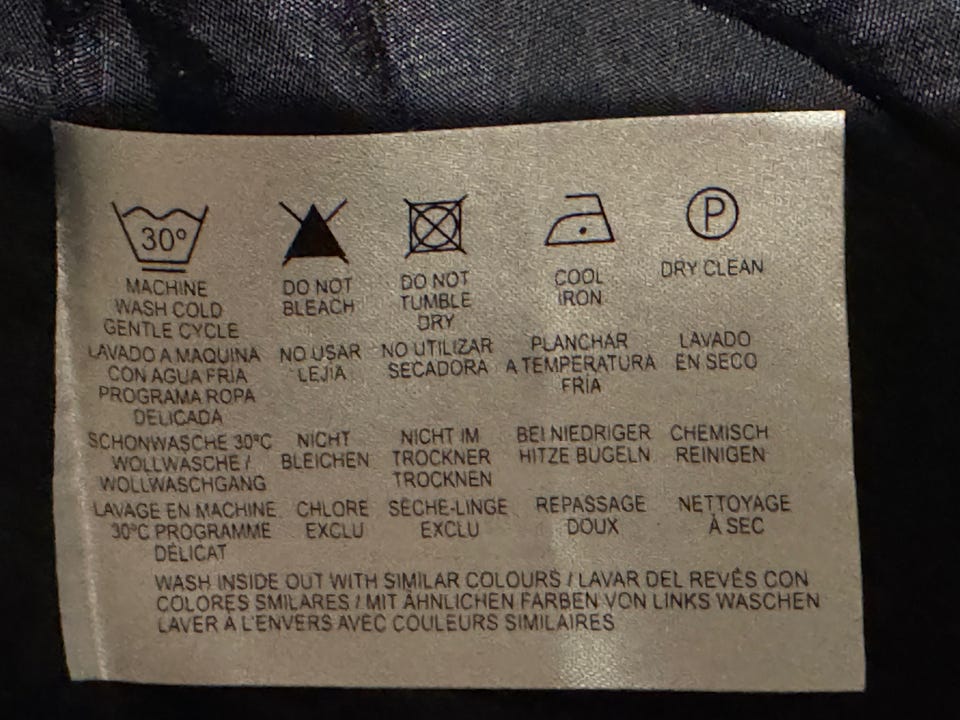 30°
P
MACHINE
WASH COLD
GENTLE CYCLE
DO NOT
BLEACH
DO NOT
TUMBLE
DRY
COOL
IRON
DRY CLEAN
LAVADO A MAQUINA
CON AGUA FRIA
PROGRAMA ROPA
DELICADA
NO USAR
LEJIA
NO UTILIZAR
SECADORA
PLANCHAR
A TEMPERATURA
FRÍA
LAVADO
EN SECO
SCHONWASCHE 30°C
WOLLWASCHE /
WOLLWASCHGANG
NICHT
BLEICHEN
NICHT IM
TROCKNER
TROCKNEN
BEI NIEDRIGER
HITZE BUGELN
CHEMISCH
REINIGEN
LAVAGE EN MACHINE
30°C PROGRAMME
DÉLICAT
CHLORE
EXCLU
SÈCHE-LINGE
EXCLU
REPASSAGE
DOUX
NETTOYAGE
À SEC
WASH INSIDE OUT WITH SIMILAR COLOURS / LAVAR DEL REVÉS CON
COLORES SMILARES / MIT ÄHNLICHEN FARBEN VON LINKS WASCHEN
LAVER À L'ENVERS AVEC COULEURS SIMILAIRES